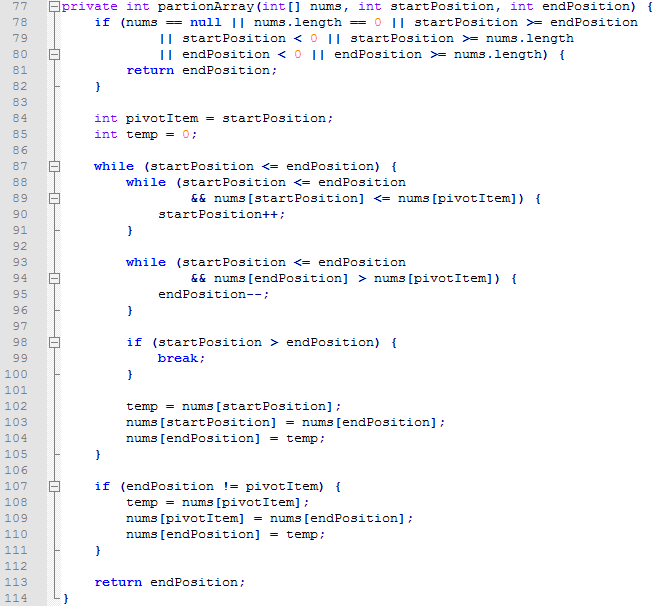 77 private int partionArray(int[] nums, int startPosition, int endPosition) {
78     if (nums == null || nums.length == 0 || startPosition >= endPosition
79             || startPosition < 0 || startPosition >= nums.length
80             || endPosition < 0 || endPosition >= nums.length) {
81         return endPosition;
82     }
83
84     int pivotItem = startPosition;
85     int temp = 0;
86
87     while (startPosition <= endPosition) {
88         while (startPosition <= endPosition
89                 && nums[startPosition] <= nums[pivotItem]) {
90             startPosition++;
91         }
92
93         while (startPosition <= endPosition
94                 && nums[endPosition] > nums[pivotItem]) {
95             endPosition--;
96         }
97
98         if (startPosition > endPosition) {
99             break;
100         }
101
102         temp = nums[startPosition];
103         nums[startPosition] = nums[endPosition];
104         nums[endPosition] = temp;
105     }
106
107     if (endPosition != pivotItem) {
108         temp = nums[pivotItem];
109         nums[pivotItem] = nums[endPosition];
110         nums[endPosition] = temp;
111     }
112
113     return endPosition;
114 }